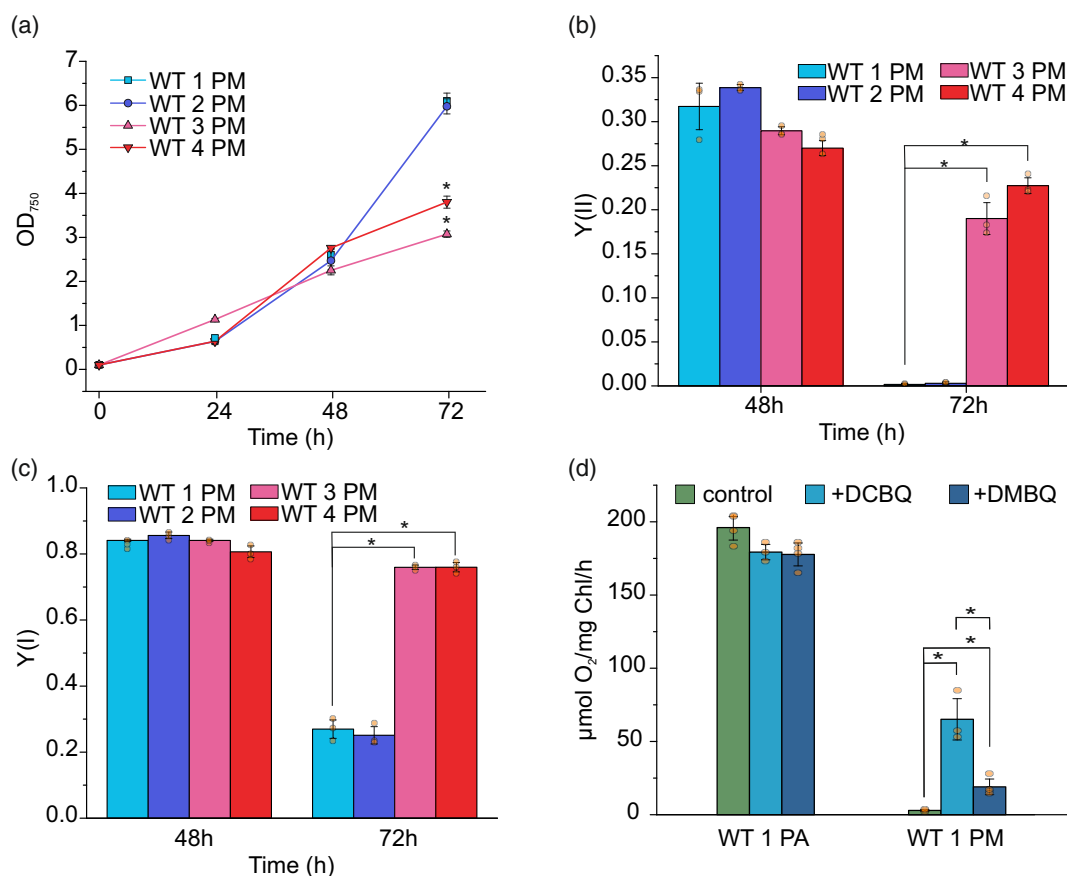 (a)
WT 1 PM
WT 2 PM
WT 3 PM
WT 4 PM
OD750
7
6
5
4
3
2
1
0
*
*
0 24 48 72
Time (h)
(b)
WT 1 PM WT 3 PM
WT 2 PM WT 4 PM
Y(II)
0.35
0.30
0.25
0.20
0.15
0.10
0.05
0.00
*
*
48h 72h
Time (h)
(c)
WT 1 PM WT 3 PM
WT 2 PM WT 4 PM
Y(I)
1.0
0.8
0.6
0.4
0.2
0.0
*
*
48h 72h
Time (h)
(d)
control +DCBQ +DMBQ
µmol O2/mg Chl/h
200
150
100
50
0
*
*
*
WT 1 PA WT 1 PM